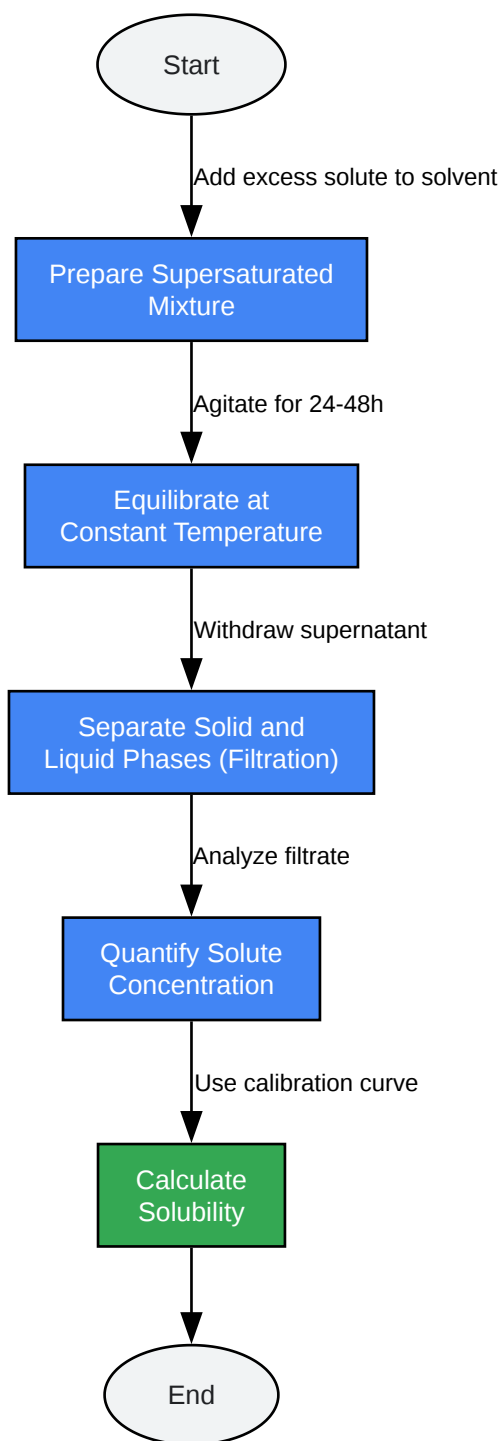 Start
Add excess solute to solvent
Prepare Supersaturated
Mixture
Agitate for 24-48h
Equilibrate at
Constant Temperature
Withdraw supernatant
Separate Solid and
Liquid Phases (Filtration)
Analyze filtrate
Quantify Solute
Concentration
Use calibration curve
Calculate
Solubility
End